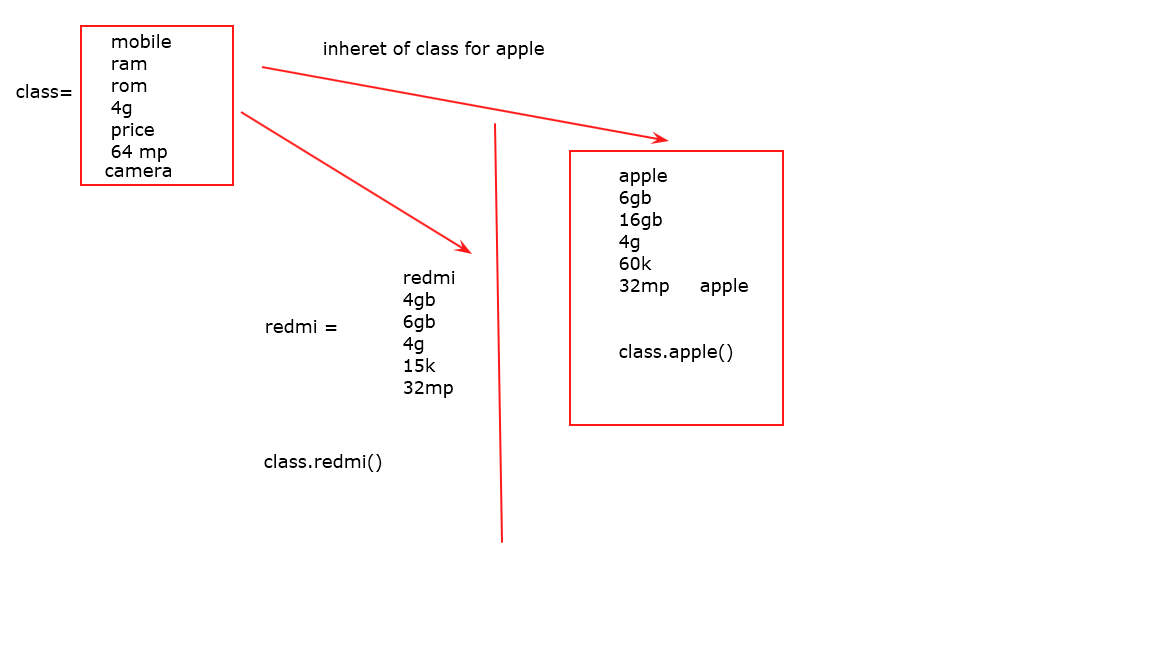 class=
mobile
ram
rom
4g
price
64 mp
camera
inheret of class for apple
redmi =
redmi
4gb
6gb
4g
15k
32mp
class.redmi()
apple
6gb
16gb
4g
60k
32mp apple
class.apple()